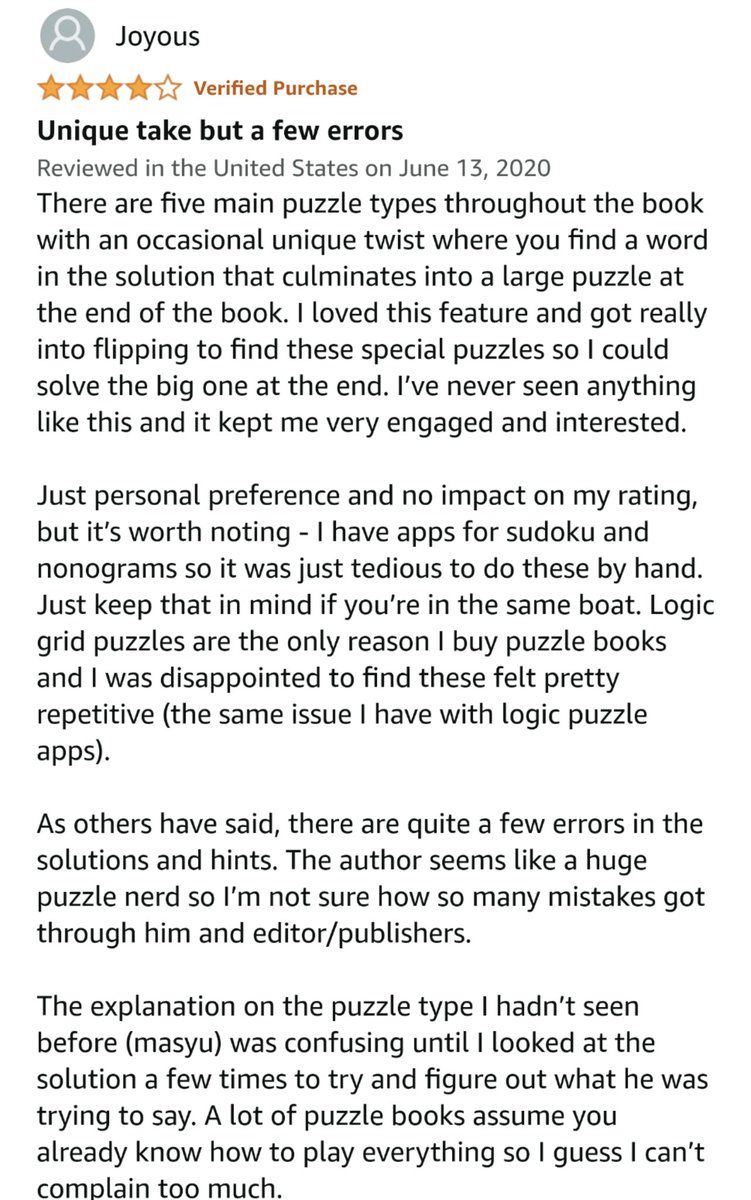 Joyous
Verified Purchase
Unique take but a few errors
Reviewed in the United States on June 13, 2020
There are five main puzzle types throughout the book
with an occasional unique twist where you find a word
in the solution that culminates into a large puzzle at
the end of the book. I loved this feature and got really
into flipping to find these special puzzles so I could
solve the big one at the end. I’ve never seen anything
like this and it kept me very engaged and interested.
Just personal preference and no impact on my rating,
but it’s worth noting - I have apps for sudoku and
nonograms so it was just tedious to do these by hand.
Just keep that in mind if you’re in the same boat. Logic
grid puzzles are the only reason I buy puzzle books
and I was disappointed to find these felt pretty
repetitive (the same issue I have with logic puzzle
apps).
As others have said, there are quite a few errors in the
solutions and hints. The author seems like a huge
puzzle nerd so I’m not sure how so many mistakes got
through him and editor/publishers.
The explanation on the puzzle type I hadn’t seen
before (masyu) was confusing until I looked at the
solution a few times to try and figure out what he was
trying to say. A lot of puzzle books assume you
already know how to play everything so I guess I can’t
complain too much.